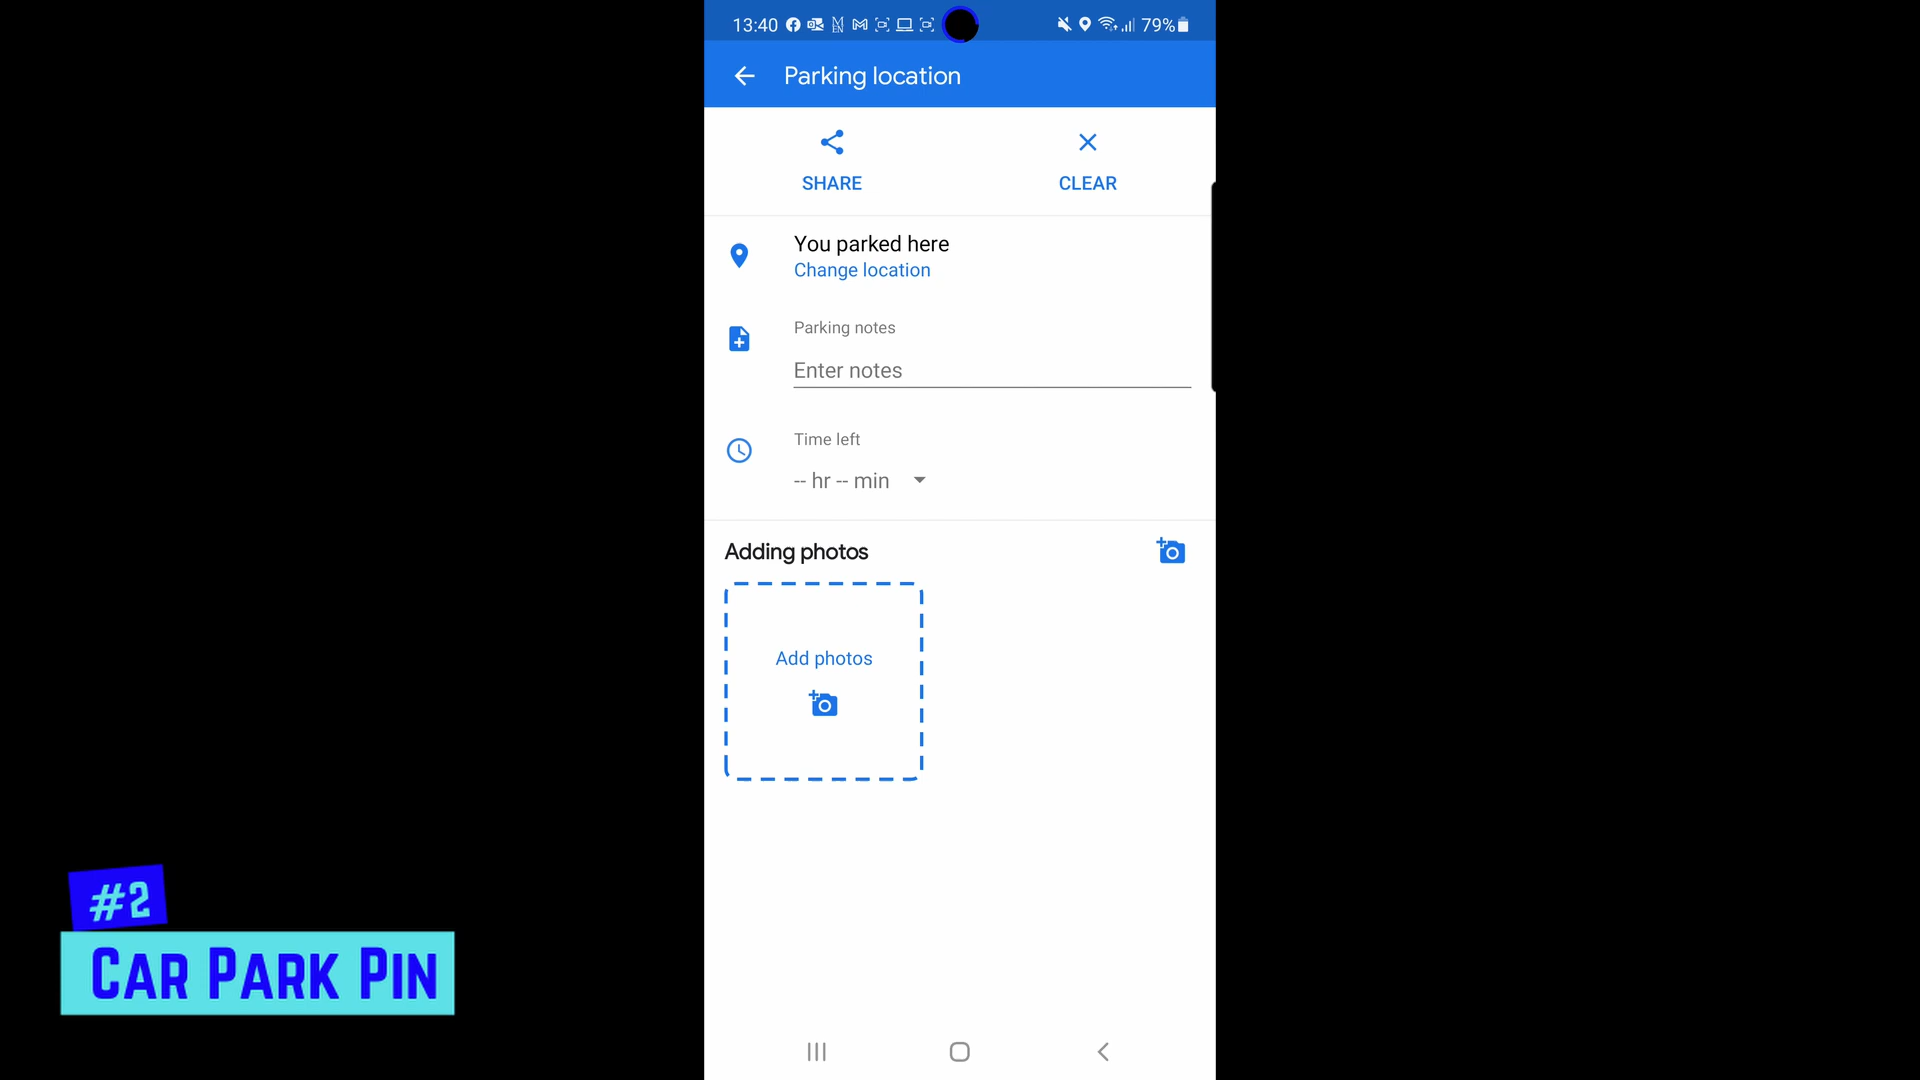 13:40
79%
Parking location
SHARE
CLEAR
You parked here
Change location
Parking notes
Enter notes
Time left
-- hr -- min
Adding photos
Add photos
#2
CAR PARK PIN